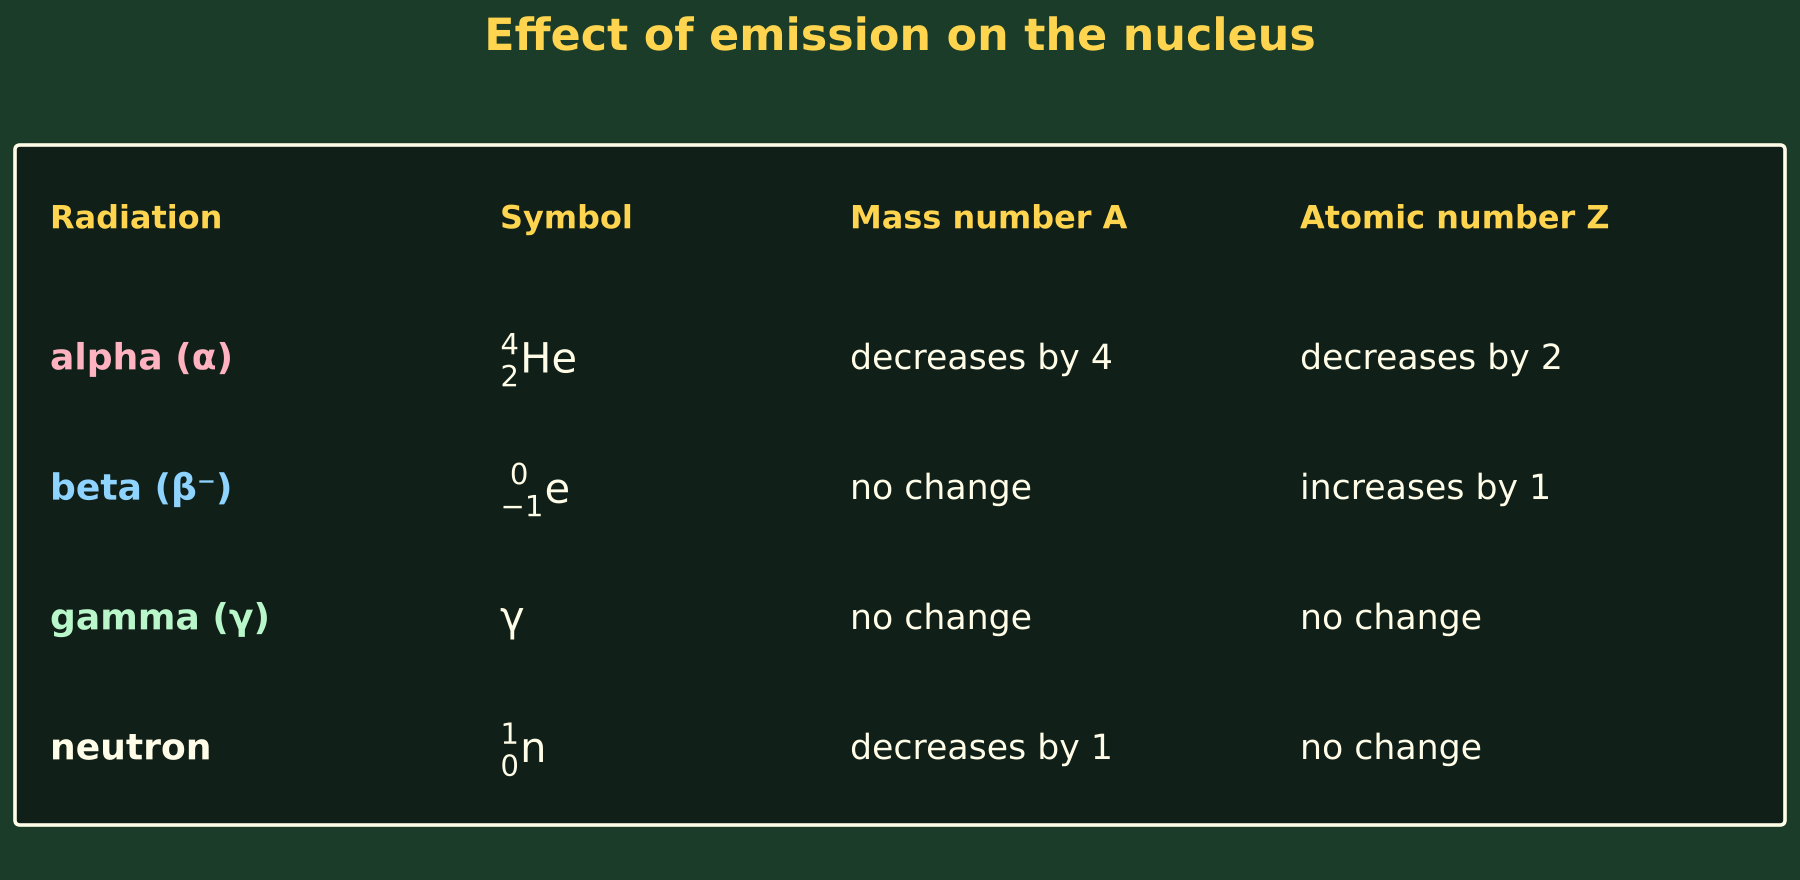 Effect of emission on the nucleus
Radiation Symbol Mass number A Atomic number Z
alpha (α) ⁴₂He decreases by 4 decreases by 2
beta (β⁻) ⁰₋₁e no change increases by 1
gamma (γ) γ no change no change
neutron ¹₀n decreases by 1 no change